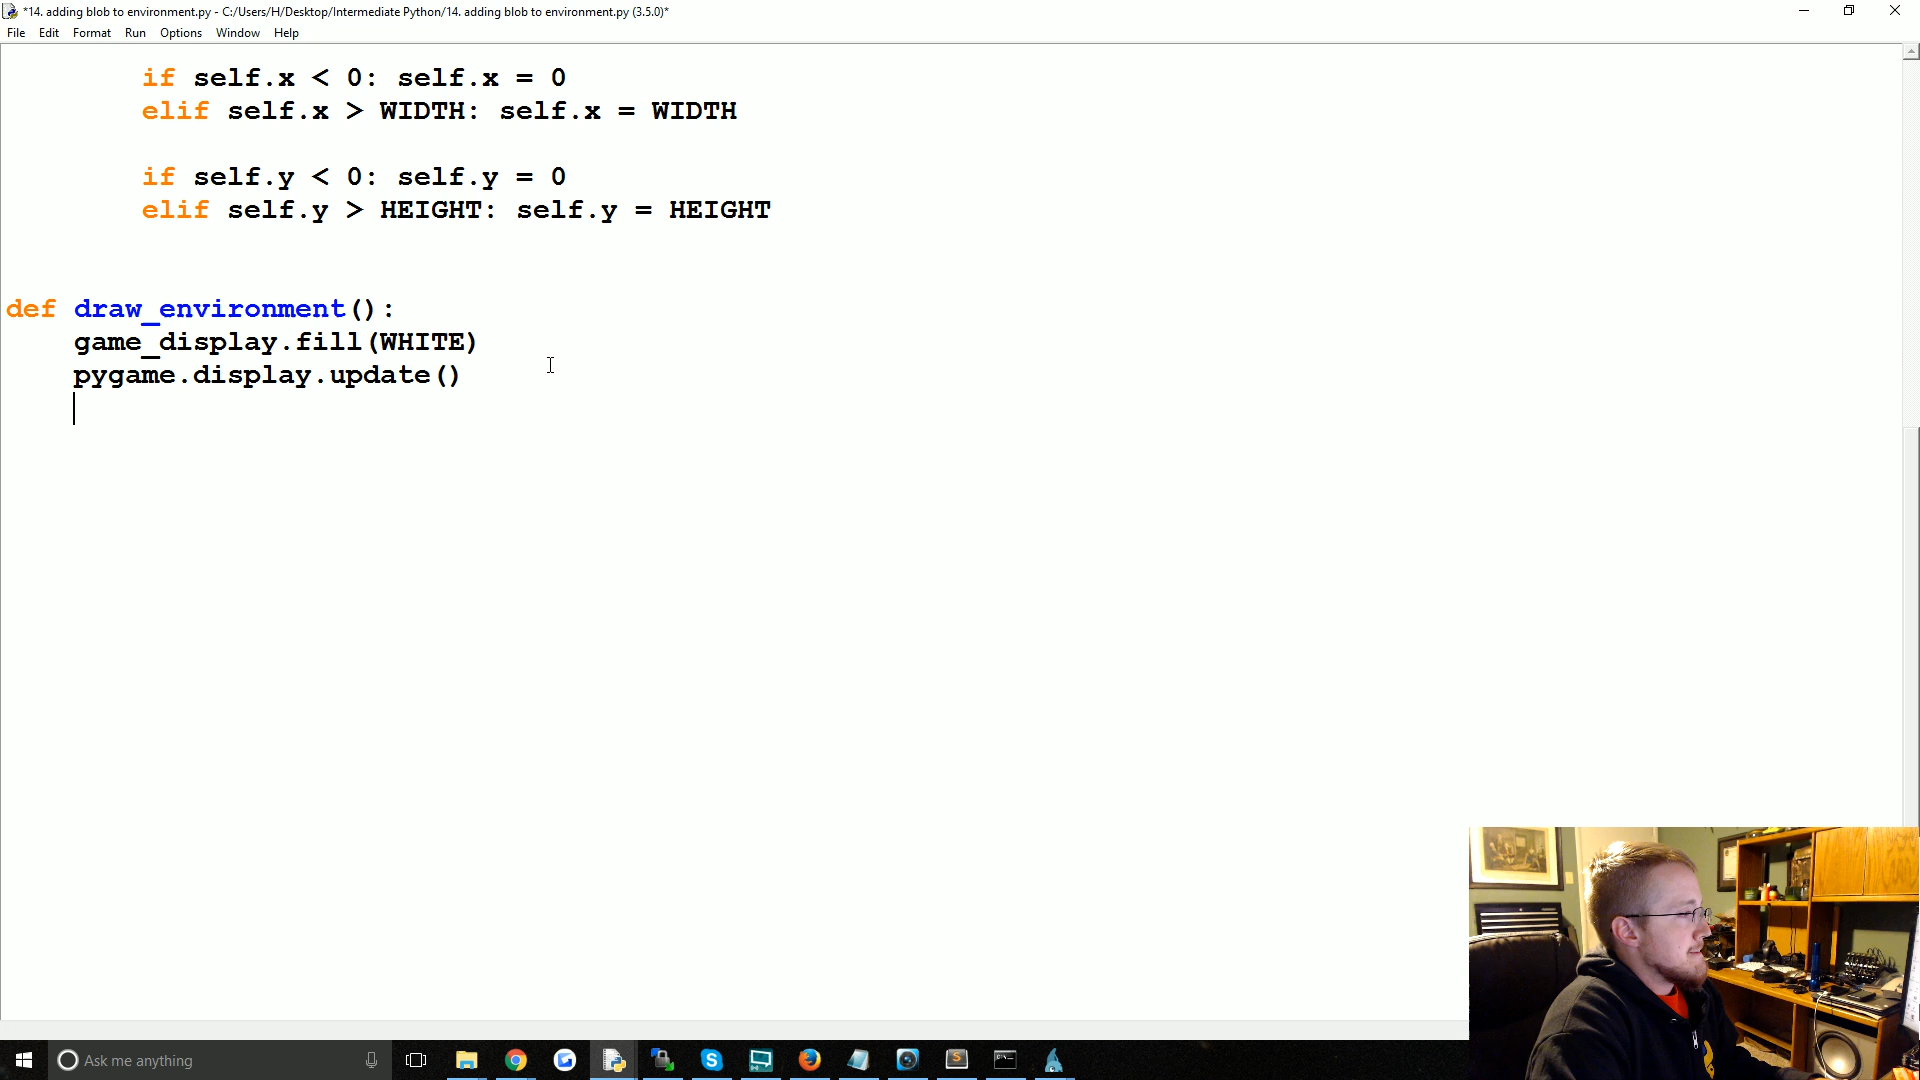 *14. adding blob to environment.py - C:/Users/H/Desktop/Intermediate Python/14. adding blob to environment.py (3.5.0)*
File Edit Format Run Options Window Help
if self.x < 0: self.x = 0
elif self.x > WIDTH: self.x = WIDTH
if self.y < 0: self.y = 0
elif self.y > HEIGHT: self.y = HEIGHT
def draw_environment():
game_display.fill(WHITE)
pygame.display.update()
Ask me anything